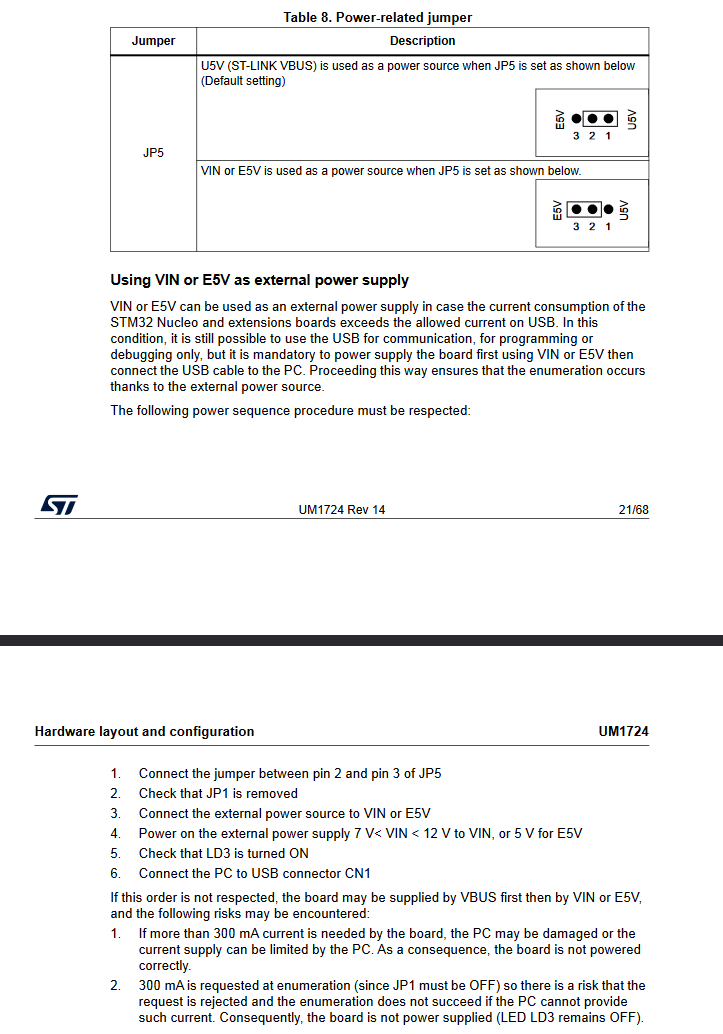 Table 8. Power-related jumper
Jumper
Description
U5V (ST-LINK VBUS) is used as a power source when JP5 is set as shown below
(Default setting)
E5V
U5V
3 2 1
JP5
VIN or E5V is used as a power source when JP5 is set as shown below.
E5V
U5V
3 2 1
Using VIN or E5V as external power supply
VIN or E5V can be used as an external power supply in case the current consumption of the
STM32 Nucleo and extensions boards exceeds the allowed current on USB. In this
condition, it is still possible to use the USB for communication, for programming or
debugging only, but it is mandatory to power supply the board first using VIN or E5V then
connect the USB cable to the PC. Proceeding this way ensures that the enumeration occurs
thanks to the external power source.
The following power sequence procedure must be respected:
ST
UM1724 Rev 14
21/68
Hardware layout and configuration
UM1724
1. Connect the jumper between pin 2 and pin 3 of JP5
2. Check that JP1 is removed
3. Connect the external power source to VIN or E5V
4. Power on the external power supply 7 V< VIN < 12 V to VIN, or 5 V for E5V
5. Check that LD3 is turned ON
6. Connect the PC to USB connector CN1
If this order is not respected, the board may be supplied by VBUS first then by VIN or E5V,
and the following risks may be encountered:
1. If more than 300 mA current is needed by the board, the PC may be damaged or the
current supply can be limited by the PC. As a consequence, the board is not powered
correctly.
2. 300 mA is requested at enumeration (since JP1 must be OFF) so there is a risk that the
request is rejected and the enumeration does not succeed if the PC cannot provide
such current. Consequently, the board is not power supplied (LED LD3 remains OFF).